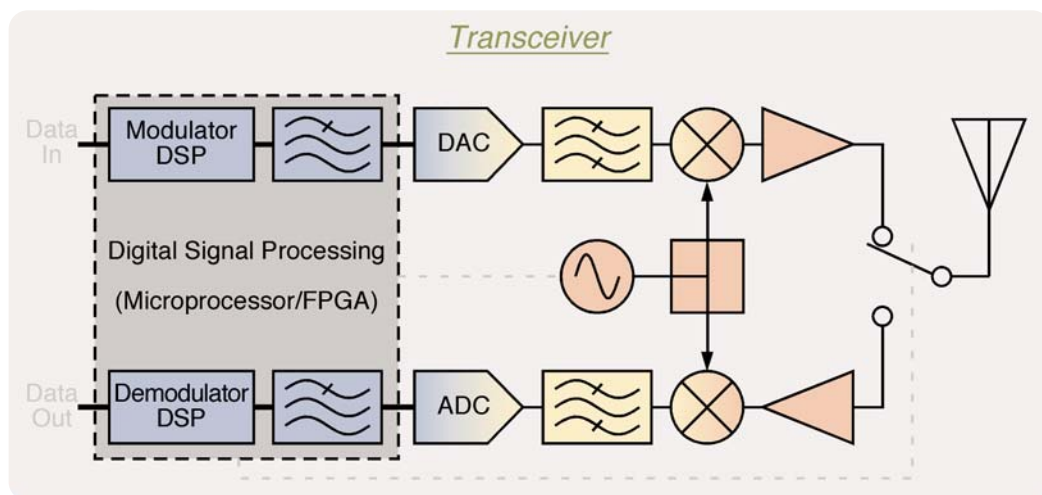 Transceiver
Data
In
Modulator
DSP
DAC
Digital Signal Processing
(Microprocessor/FPGA)
Data
Out
Demodulator
DSP
ADC